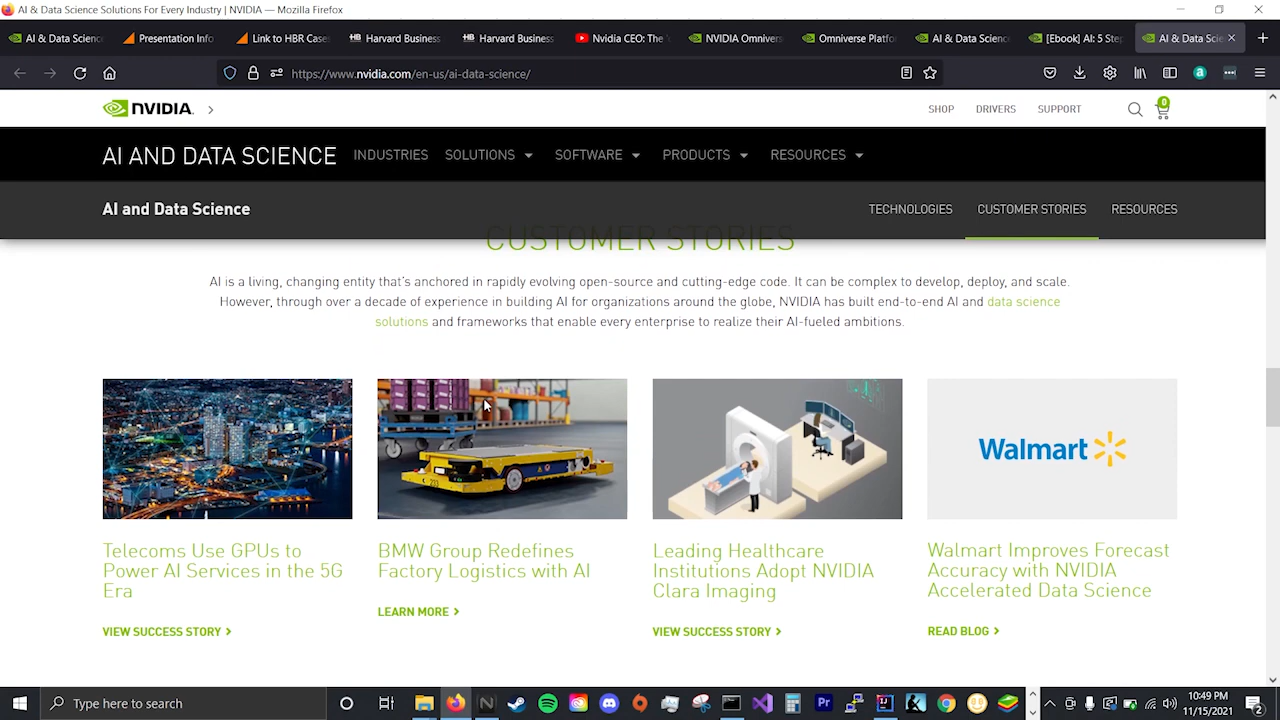 AI & Data Science Solutions For Every Industry | NVIDIA — Mozilla Firefox
AI & Data Scienc
Presentation Info
Link to HBR Cases
Harvard Business
Harvard Business
Nvidia CEO: The
NVIDIA Omnivers
Omniverse Platfo
AI & Data Scienc
[Ebook] AI: 5 Step
AI & Data Scie
https://www.nvidia.com/en-us/ai-data-science/
NVIDIA.
SHOP
DRIVERS
SUPPORT
0
AI AND DATA SCIENCE
INDUSTRIES
SOLUTIONS
SOFTWARE
PRODUCTS
RESOURCES
AI and Data Science
TECHNOLOGIES
CUSTOMER STORIES
RESOURCES
CUSTOMER STORIES
AI is a living, changing entity that's anchored in rapidly evolving open-source and cutting-edge code. It can be complex to develop, deploy, and scale.
However, through over a decade of experience in building AI for organizations around the globe, NVIDIA has built end-to-end AI and data science
solutions and frameworks that enable every enterprise to realize their AI-fueled ambitions.
Walmart
Telecoms Use GPUs to
Power AI Services in the 5G
Era
VIEW SUCCESS STORY
BMW Group Redefines
Factory Logistics with AI
LEARN MORE
Leading Healthcare
Institutions Adopt NVIDIA
Clara Imaging
VIEW SUCCESS STORY
Walmart Improves Forecast
Accuracy with NVIDIA
Accelerated Data Science
READ BLOG
Type here to search
10:49 PM
11/15/2021
2